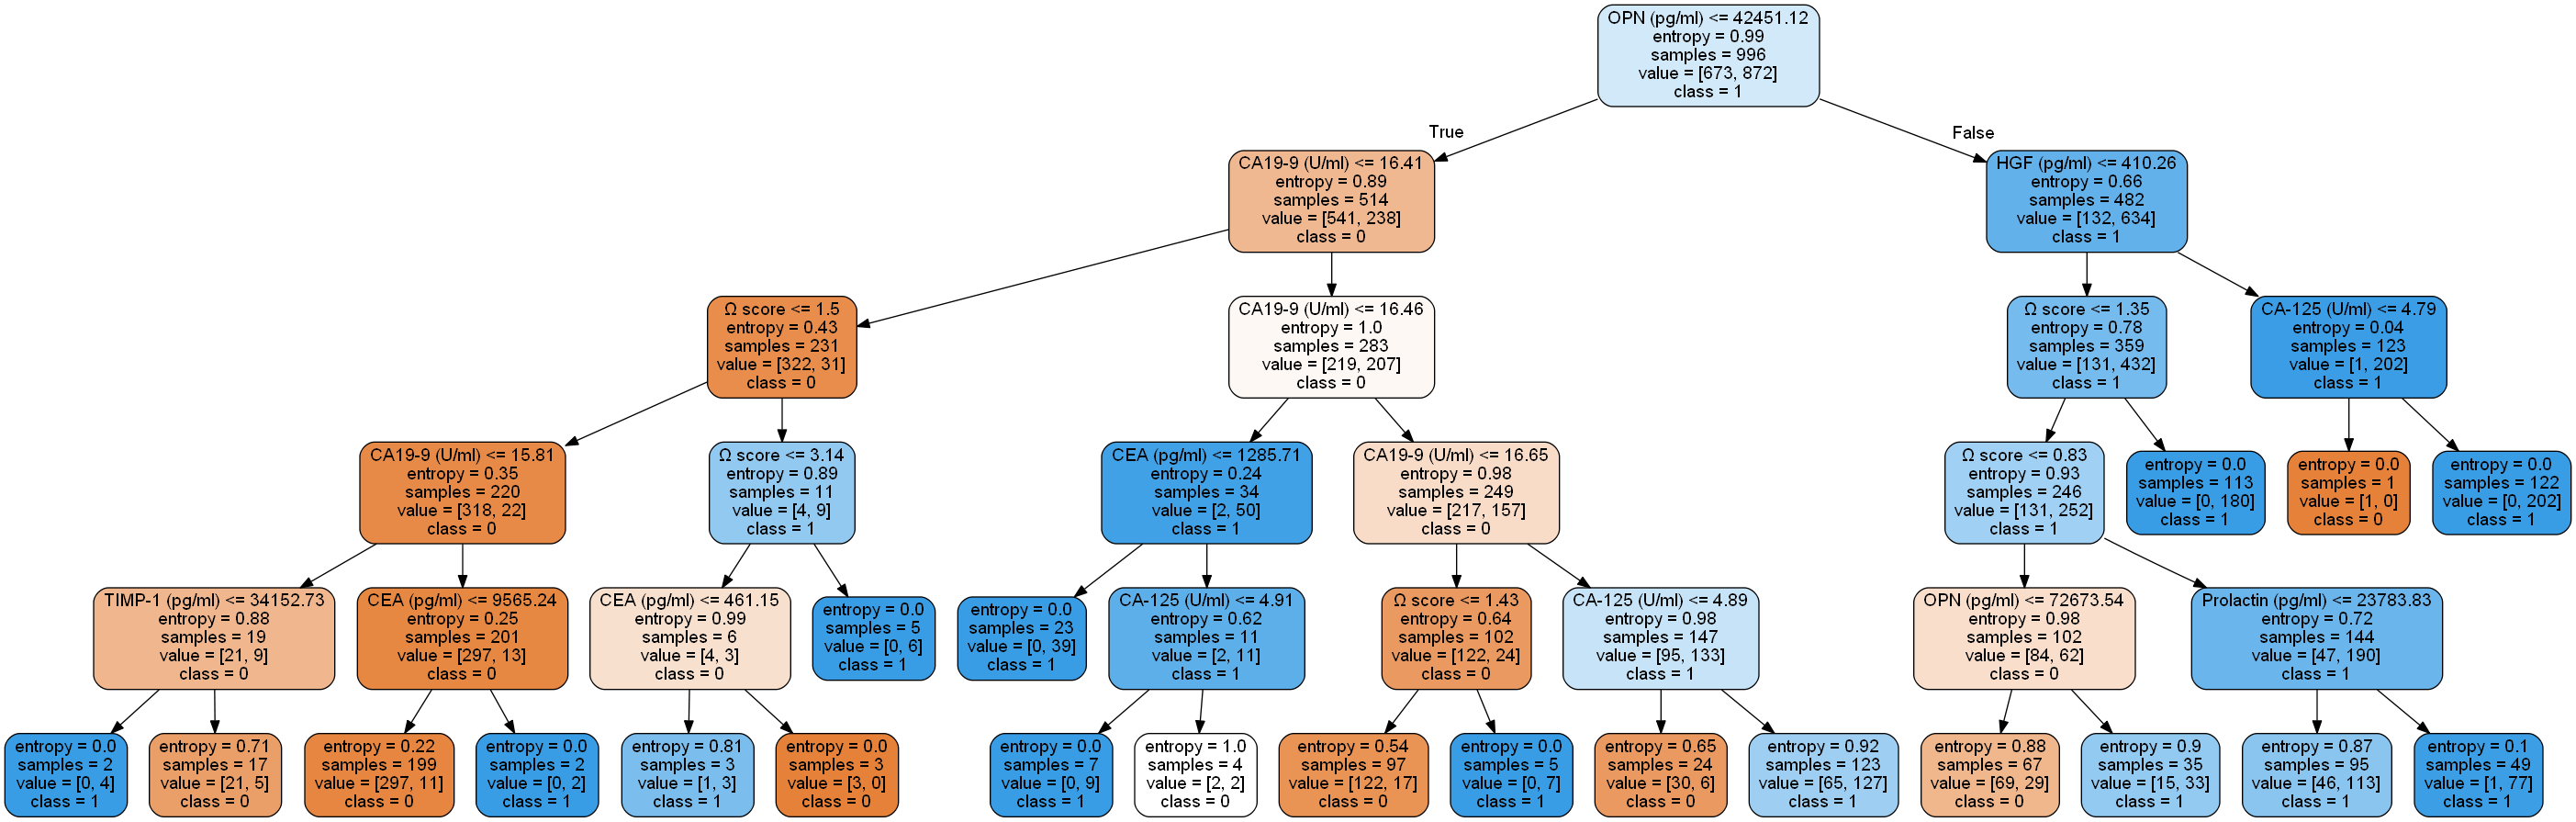 OPN (pg/ml) <= 42451.12
entropy = 0.99
samples = 996
value = [673, 872]
class = 1
True
False
CA19-9 (U/ml) <= 16.41
entropy = 0.89
samples = 514
value = [541, 238]
class = 0
HGF (pg/ml) <= 410.26
entropy = 0.66
samples = 482
value = [132, 634]
class = 1
Ω score <= 1.5
entropy = 0.43
samples = 231
value = [322, 31]
class = 0
CA19-9 (U/ml) <= 16.46
entropy = 1.0
samples = 283
value = [219, 207]
class = 0
Ω score <= 1.35
entropy = 0.78
samples = 359
value = [131, 432]
class = 1
CA-125 (U/ml) <= 4.79
entropy = 0.04
samples = 123
value = [1, 202]
class = 1
CA19-9 (U/ml) <= 15.81
entropy = 0.35
samples = 220
value = [318, 22]
class = 0
Ω score <= 3.14
entropy = 0.89
samples = 11
value = [4, 9]
class = 1
CEA (pg/ml) <= 1285.71
entropy = 0.24
samples = 34
value = [2, 50]
class = 1
CA19-9 (U/ml) <= 16.65
entropy = 0.98
samples = 249
value = [217, 157]
class = 0
Ω score <= 0.83
entropy = 0.93
samples = 246
value = [131, 252]
class = 1
entropy = 0.0
samples = 113
value = [0, 180]
class = 1
entropy = 0.0
samples = 1
value = [1, 0]
class = 0
entropy = 0.0
samples = 122
value = [0, 202]
class = 1
TIMP-1 (pg/ml) <= 34152.73
entropy = 0.88
samples = 19
value = [21, 9]
class = 0
CEA (pg/ml) <= 9565.24
entropy = 0.25
samples = 201
value = [297, 13]
class = 0
CEA (pg/ml) <= 461.15
entropy = 0.99
samples = 6
value = [4, 3]
class = 0
entropy = 0.0
samples = 5
value = [0, 6]
class = 1
entropy = 0.0
samples = 23
value = [0, 39]
class = 1
CA-125 (U/ml) <= 4.91
entropy = 0.62
samples = 11
value = [2, 11]
class = 1
Ω score <= 1.43
entropy = 0.64
samples = 102
value = [122, 24]
class = 0
CA-125 (U/ml) <= 4.89
entropy = 0.98
samples = 147
value = [95, 133]
class = 1
OPN (pg/ml) <= 72673.54
entropy = 0.98
samples = 102
value = [84, 62]
class = 0
Prolactin (pg/ml) <= 23783.83
entropy = 0.72
samples = 144
value = [47, 190]
class = 1
entropy = 0.0
samples = 2
value = [0, 4]
class = 1
entropy = 0.71
samples = 17
value = [21, 5]
class = 0
entropy = 0.22
samples = 199
value = [297, 11]
class = 0
entropy = 0.0
samples = 2
value = [0, 2]
class = 1
entropy = 0.81
samples = 3
value = [1, 3]
class = 1
entropy = 0.0
samples = 3
value = [3, 0]
class = 0
entropy = 0.0
samples = 7
value = [0, 9]
class = 1
entropy = 1.0
samples = 4
value = [2, 2]
class = 0
entropy = 0.54
samples = 97
value = [122, 17]
class = 0
entropy = 0.0
samples = 5
value = [0, 7]
class = 1
entropy = 0.65
samples = 24
value = [30, 6]
class = 0
entropy = 0.92
samples = 123
value = [65, 127]
class = 1
entropy = 0.88
samples = 67
value = [69, 29]
class = 0
entropy = 0.9
samples = 35
value = [15, 33]
class = 1
entropy = 0.87
samples = 95
value = [46, 113]
class = 1
entropy = 0.1
samples = 49
value = [1, 77]
class = 1